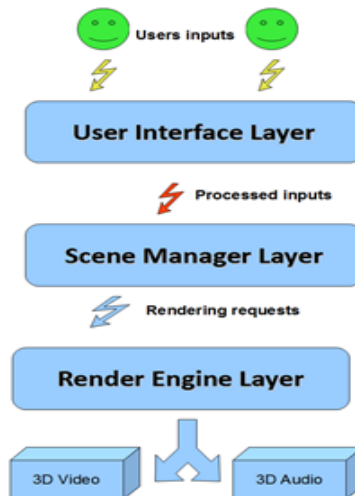 Users inputs
User Interface Layer
Processed inputs
Scene Manager Layer
Rendering requests
Render Engine Layer
3D Video
3D Audio